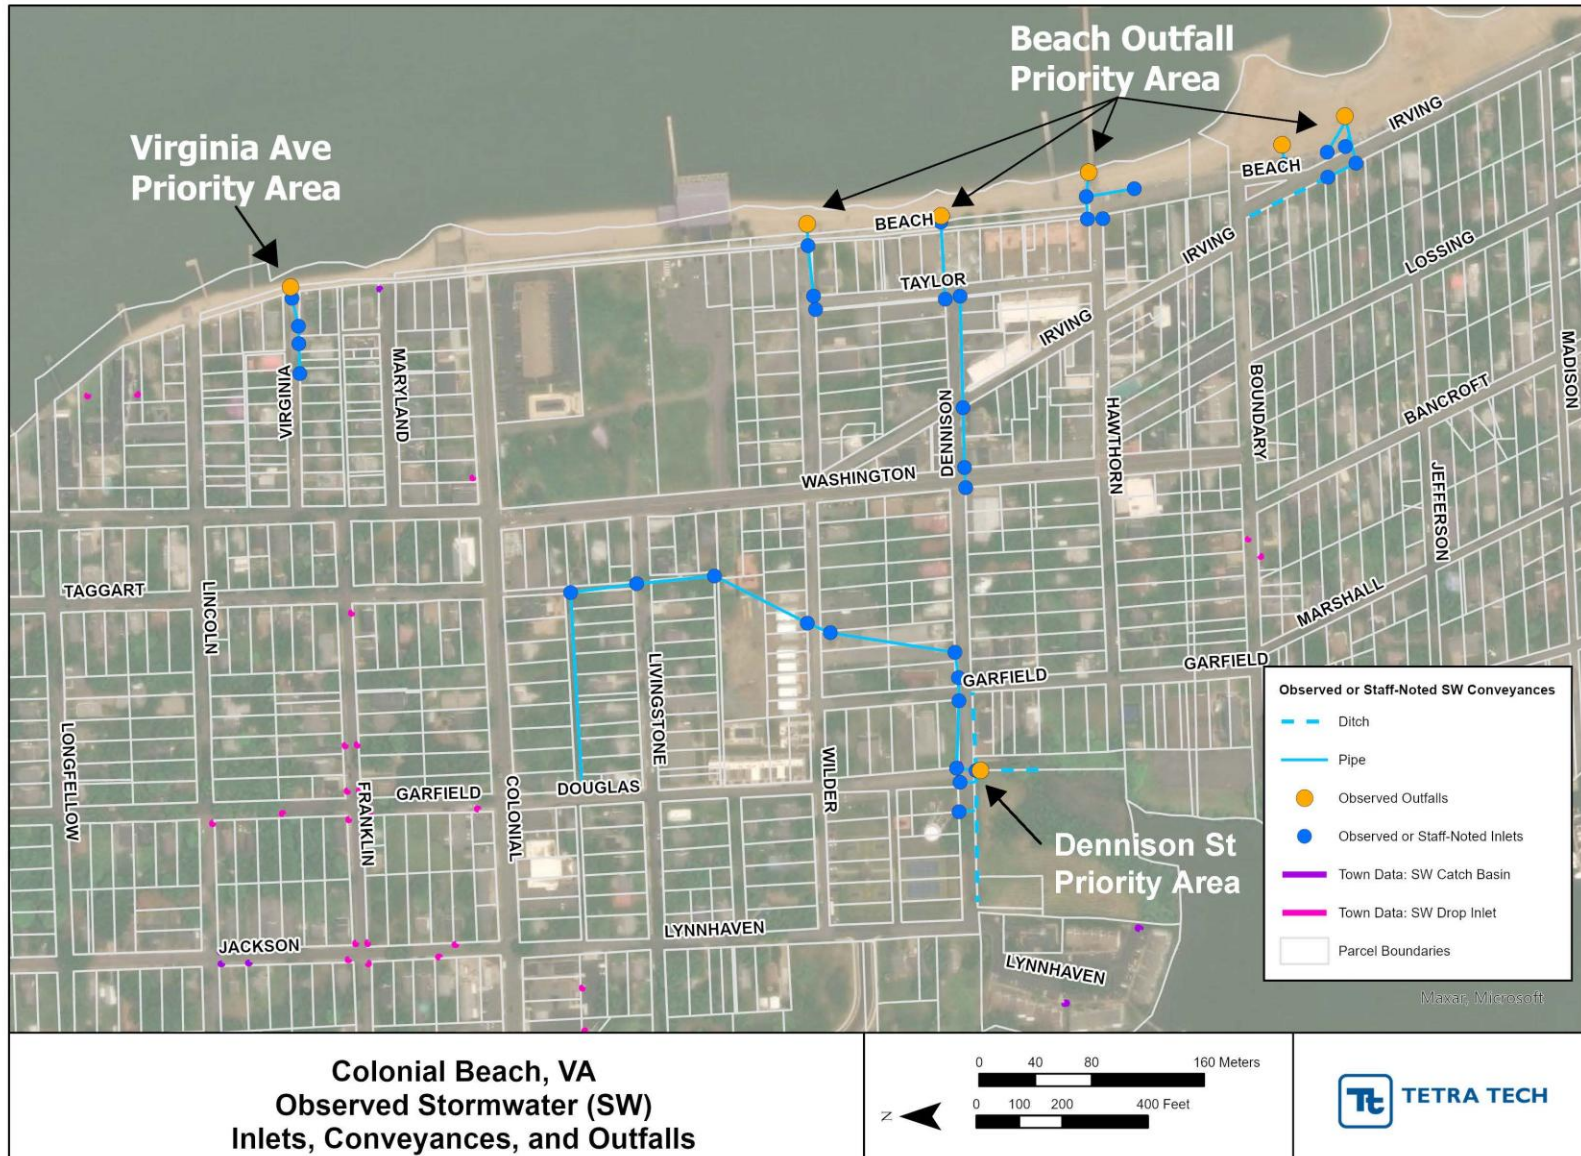 Beach Outfall
Priority Area
Virginia Ave
Priority Area
IRVING
BEACH
BEACH
LOSSING
IRVING
TAYLOR
IRVING
MADISON
MARYLAND
VIRGINIA
BOUNDARY
BANCROFT
HAWTHORN
DENNISON
WASHINGTON
JEFFERSON
TAGGART
LINCOLN
MARSHALL
GARFIELD
GARFIELD
LIVINGSTONE
LONGFELLOW
WILDER
DOUGLAS
GARFIELD
FRANKLIN
COLONIAL
Dennison St
Priority Area
LYNNHAVEN
JACKSON
LYNNHAVEN
Observed or Staff-Noted SW Conveyances
Ditch
Pipe
Observed Outfalls
Observed or Staff-Noted Inlets
Town Data: SW Catch Basin
Town Data: SW Drop Inlet
Parcel Boundaries
Maxar, Microsoft
Colonial Beach, VA
Observed Stormwater (SW)
Inlets, Conveyances, and Outfalls
0 40 80 160 Meters
0 100 200 400 Feet
N
Tt TETRA TECH